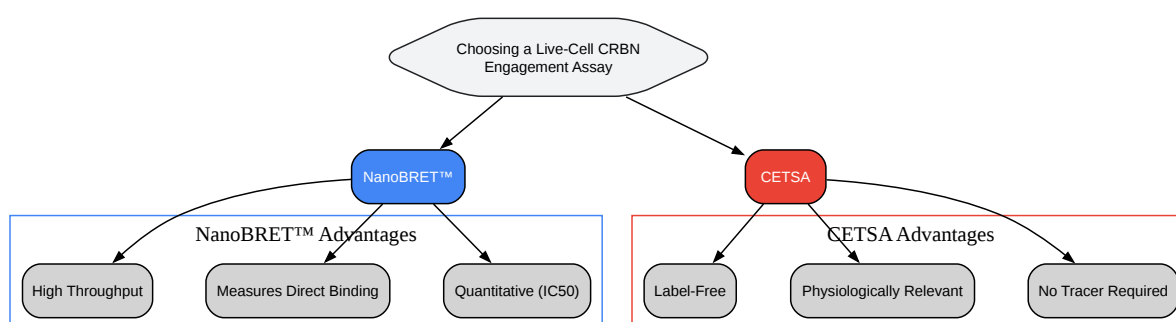 Choosing a Live-Cell CRBN
Engagement Assay
NanoBRET™
CETSA
NanoBRET™ Advantages
CETSA Advantages
High Throughput
Measures Direct Binding
Quantitative (IC50)
Label-Free
Physiologically Relevant
No Tracer Required